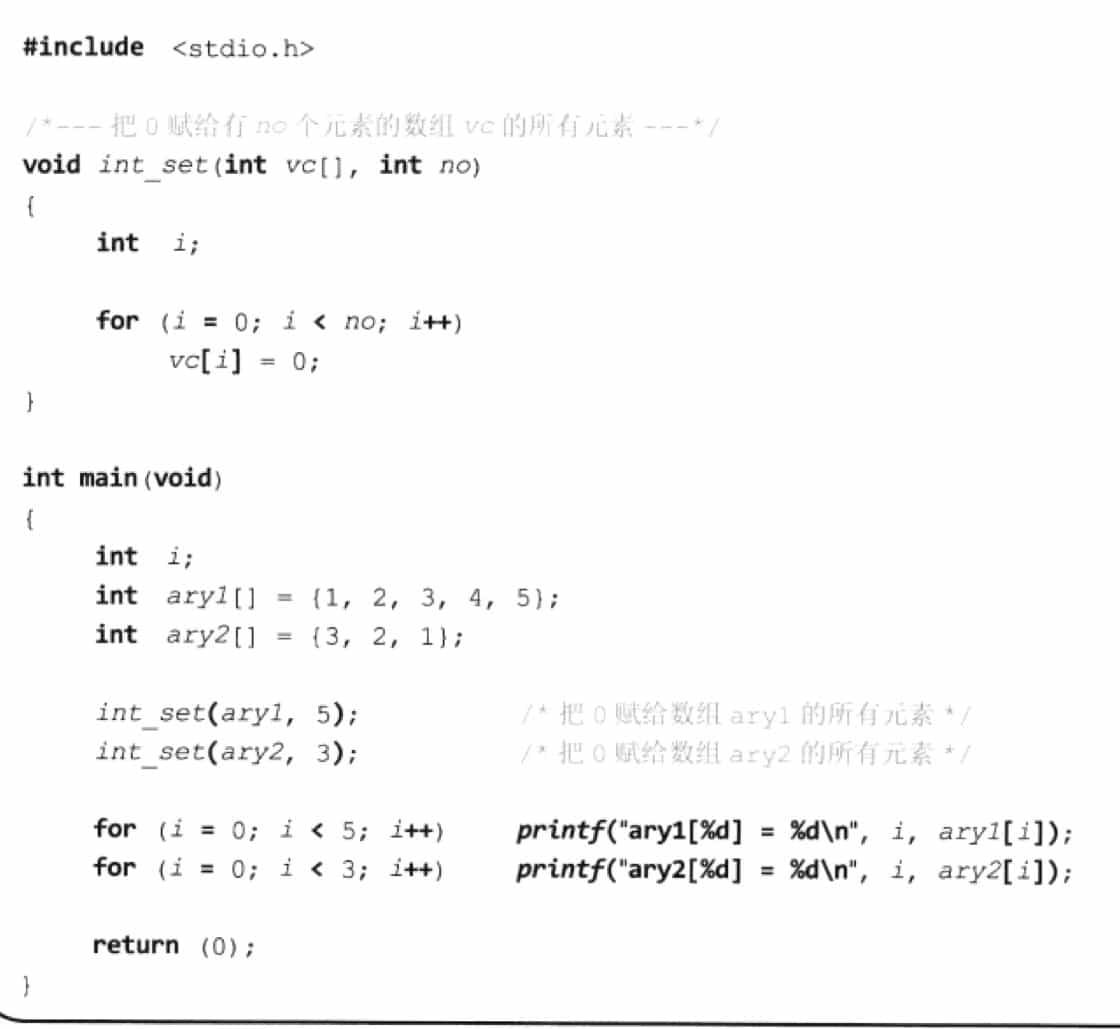 #include <stdio.h>
/*--- 把 0 赋给有 no 个元素的数组 vc 的所有元素 ---*/
void int_set(int vc[], int no)
{
int i;
for (i = 0; i < no; i++)
vc[i] = 0;
}
int main(void)
{
int i;
int ary1[] = {1, 2, 3, 4, 5};
int ary2[] = {3, 2, 1};
int_set(ary1, 5); /* 把 0 赋给数组 ary1 的所有元素 */
int_set(ary2, 3); /* 把 0 赋给数组 ary2 的所有元素 */
for (i = 0; i < 5; i++) printf("ary1[%d] = %d\n", i, ary1[i]);
for (i = 0; i < 3; i++) printf("ary2[%d] = %d\n", i, ary2[i]);
return (0);
}